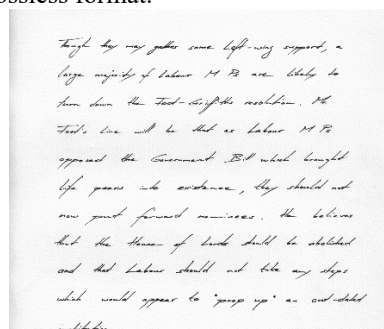 lossless format.
Though they may gather some Left-wing support, a
large majority of Labour M Ps are likely to
turn down the Foot-Griffiths resolution. Mr.
Foot's line will be that as Labour M Ps
opposed the Government Bill which brought
life peers into existence, they should not
now put forward nominees. He believes
that the House of Lords should be abolished
and that Labour should not take any steps
which would appear to "prop up" an out-dated